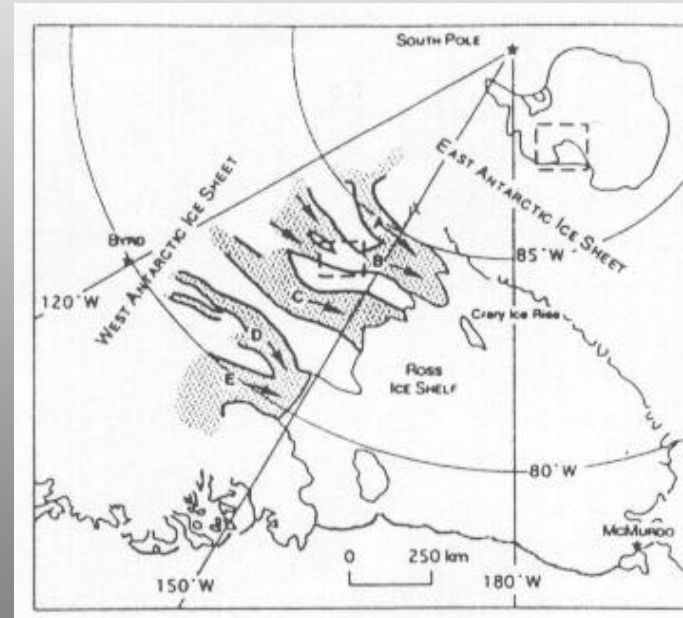 SOUTH POLE
EAST ANTARCTIC ICE SHEET
WEST ANTARCTIC ICE SHEET
BYRD
A
B
85°W
120°W
C
Crary Ice Rise
D
ROSS
ICE SHELF
E
80°W
MCMURDO
0 250 km
150°W
180°W